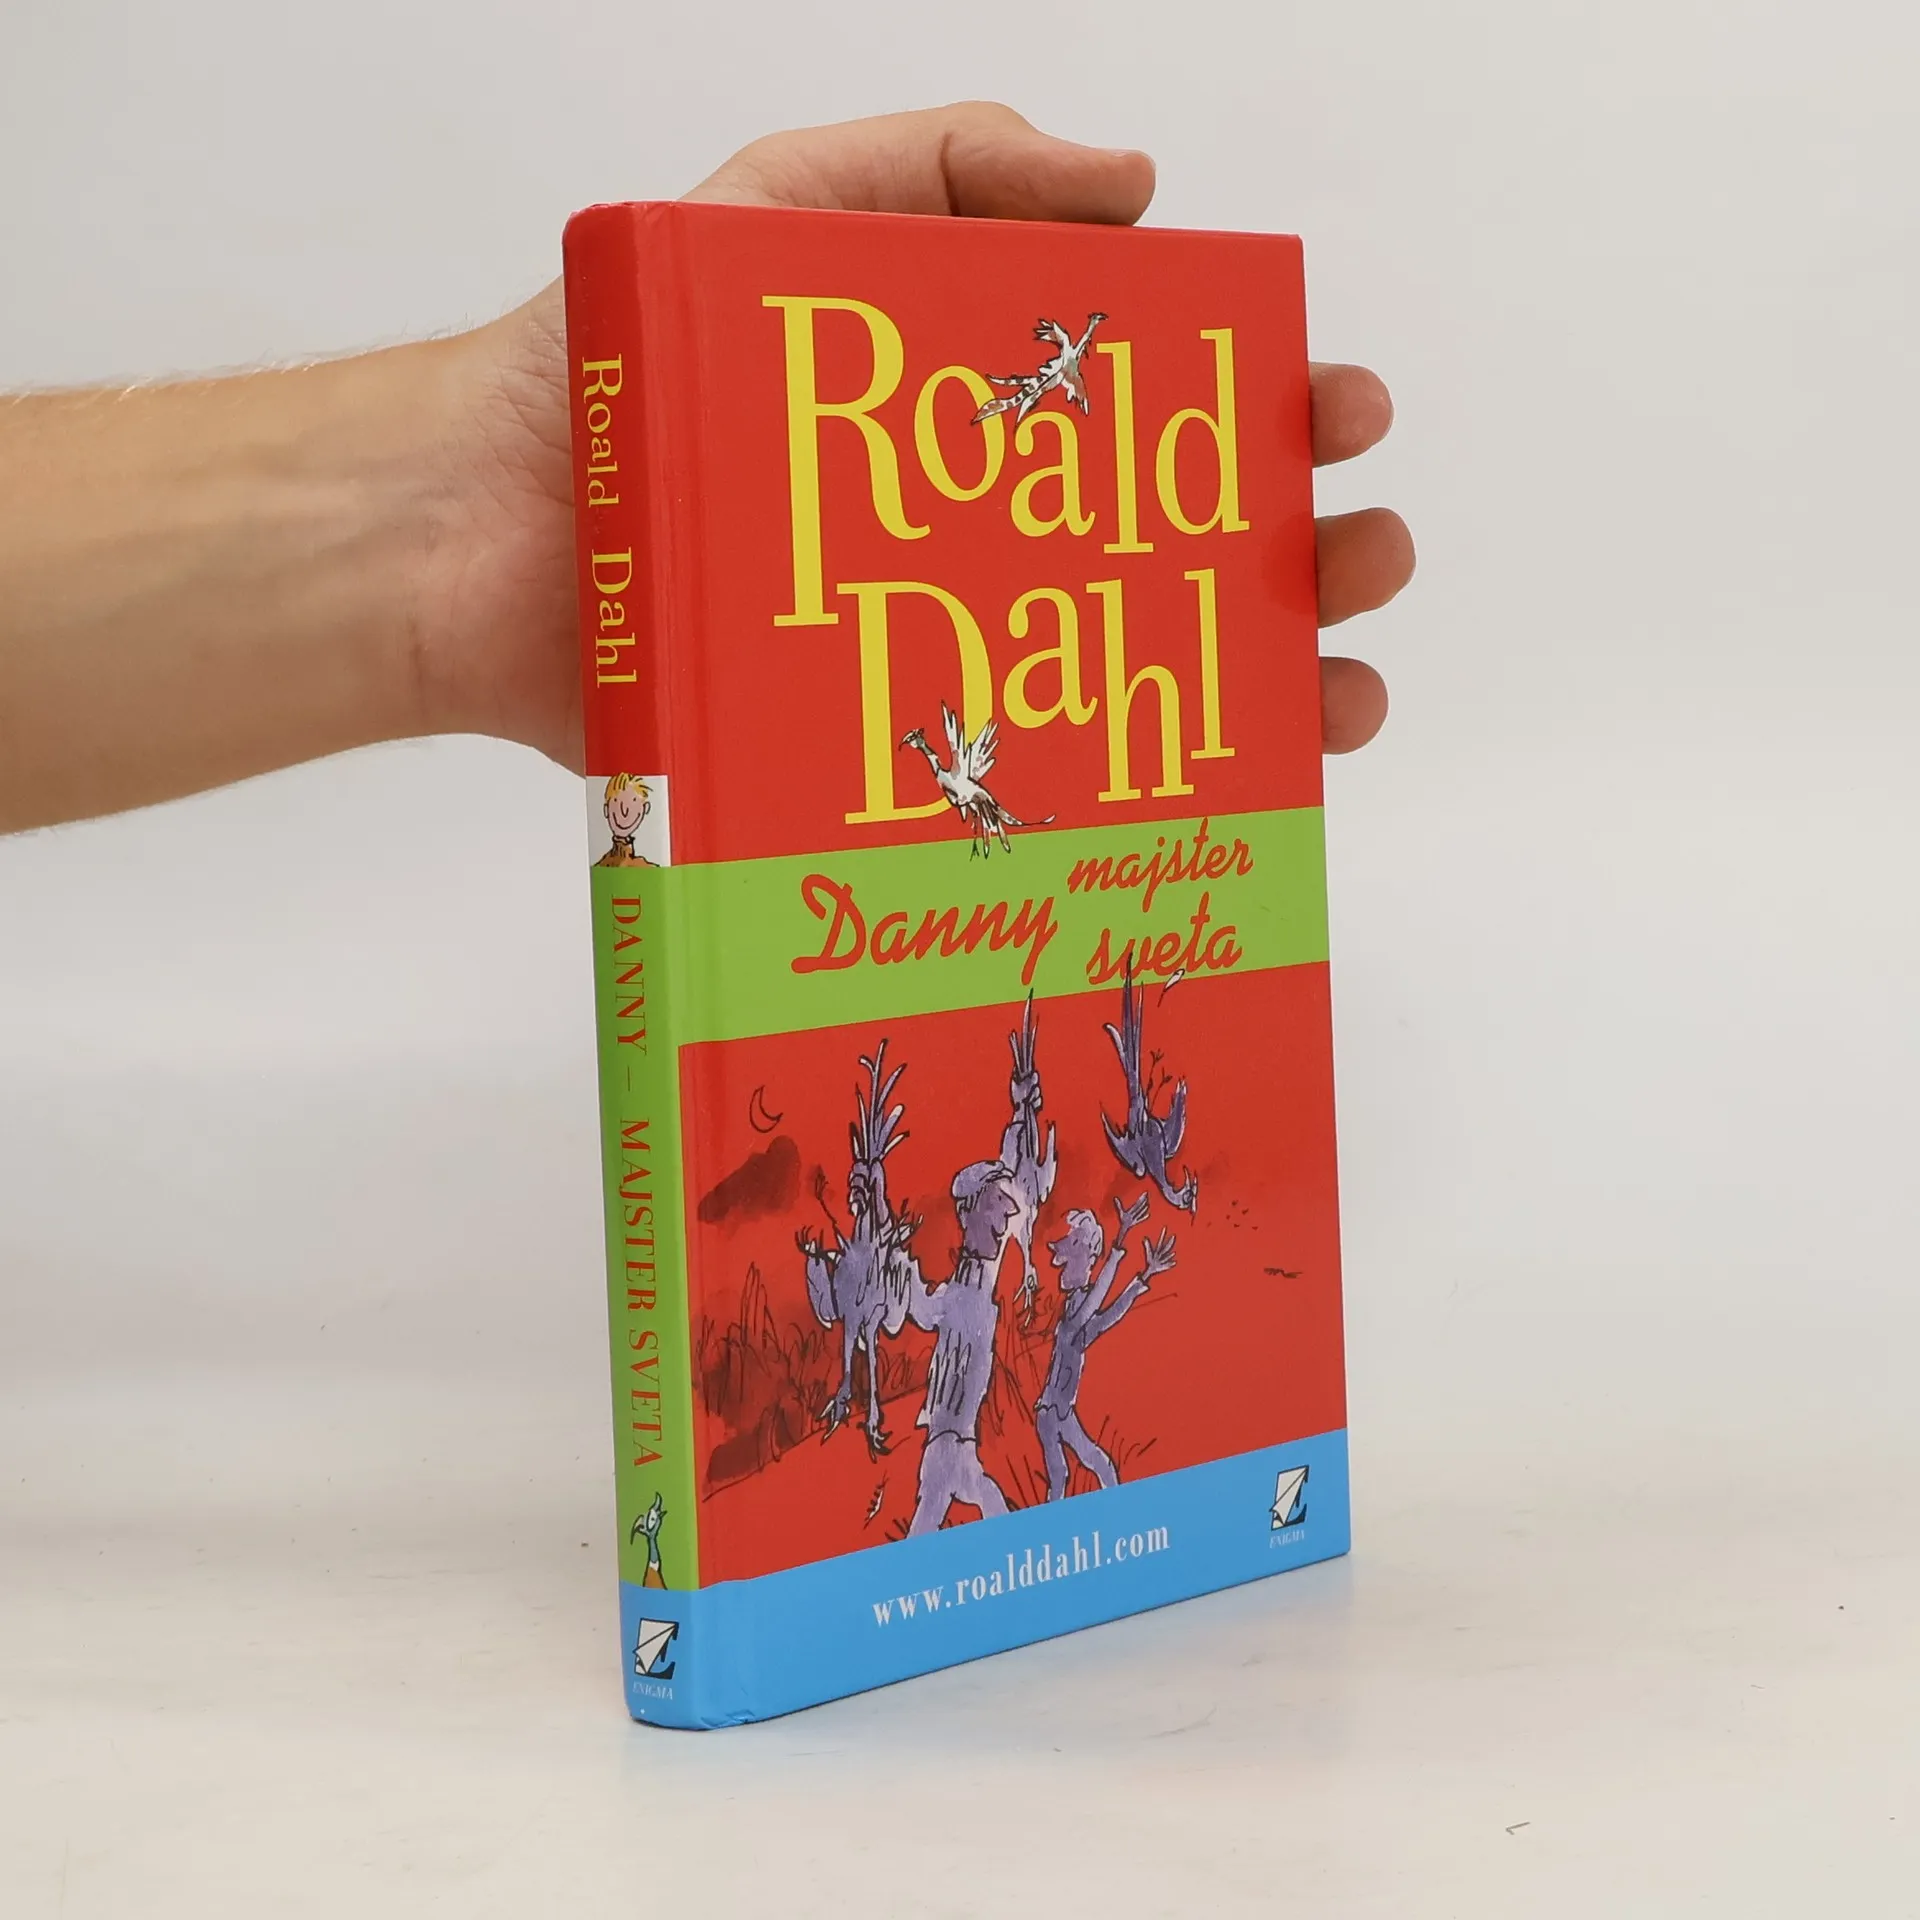 Roald
Dahl
Danny majster
sveta
www.roalddahl.com
ENIGMA
Roald Dahl
DANNY – MAJSTER SVETA
ENIGMA